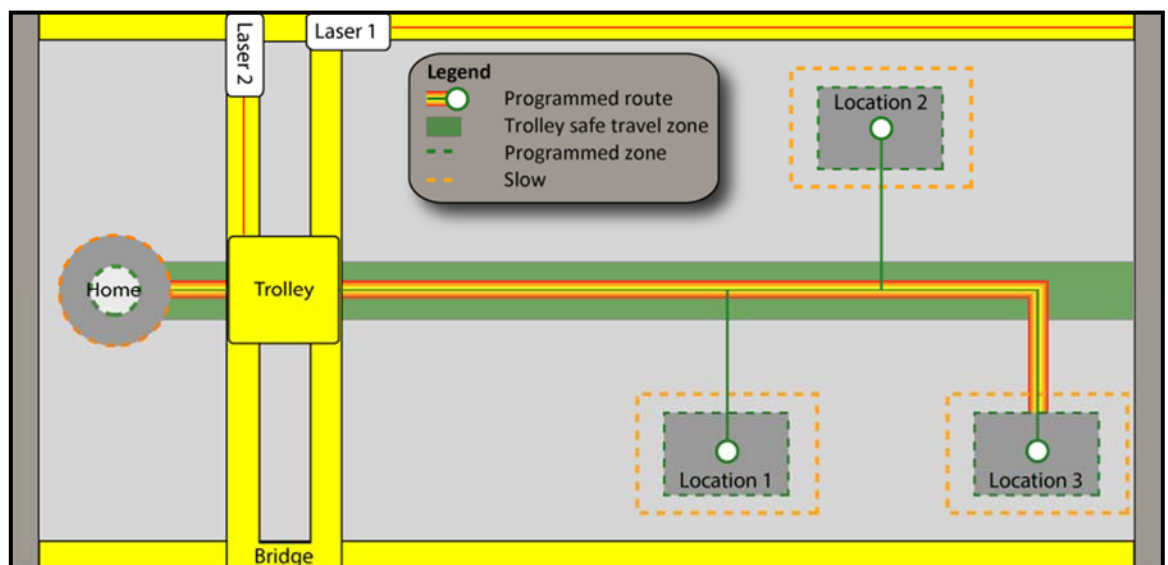 Laser 1
Laser 2
Legend
Programmed route
Trolley safe travel zone
Programmed zone
Slow
Location 2
Home
Trolley
Location 1
Location 3
Bridge